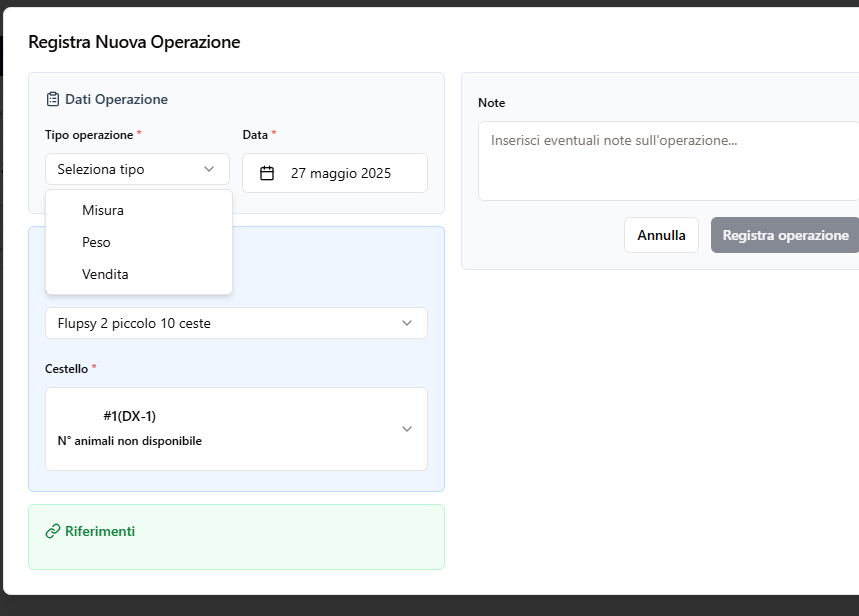 Registra Nuova Operazione
Dati Operazione
Tipo operazione *
Data *
Seleziona tipo
27 maggio 2025
Misura
Peso
Vendita
Flupsy 2 piccolo 10 ceste
Cestello *
#1(DX-1)
N° animali non disponibile
Riferimenti
Note
Inserisci eventuali note sull'operazione...
Annulla
Registra operazione